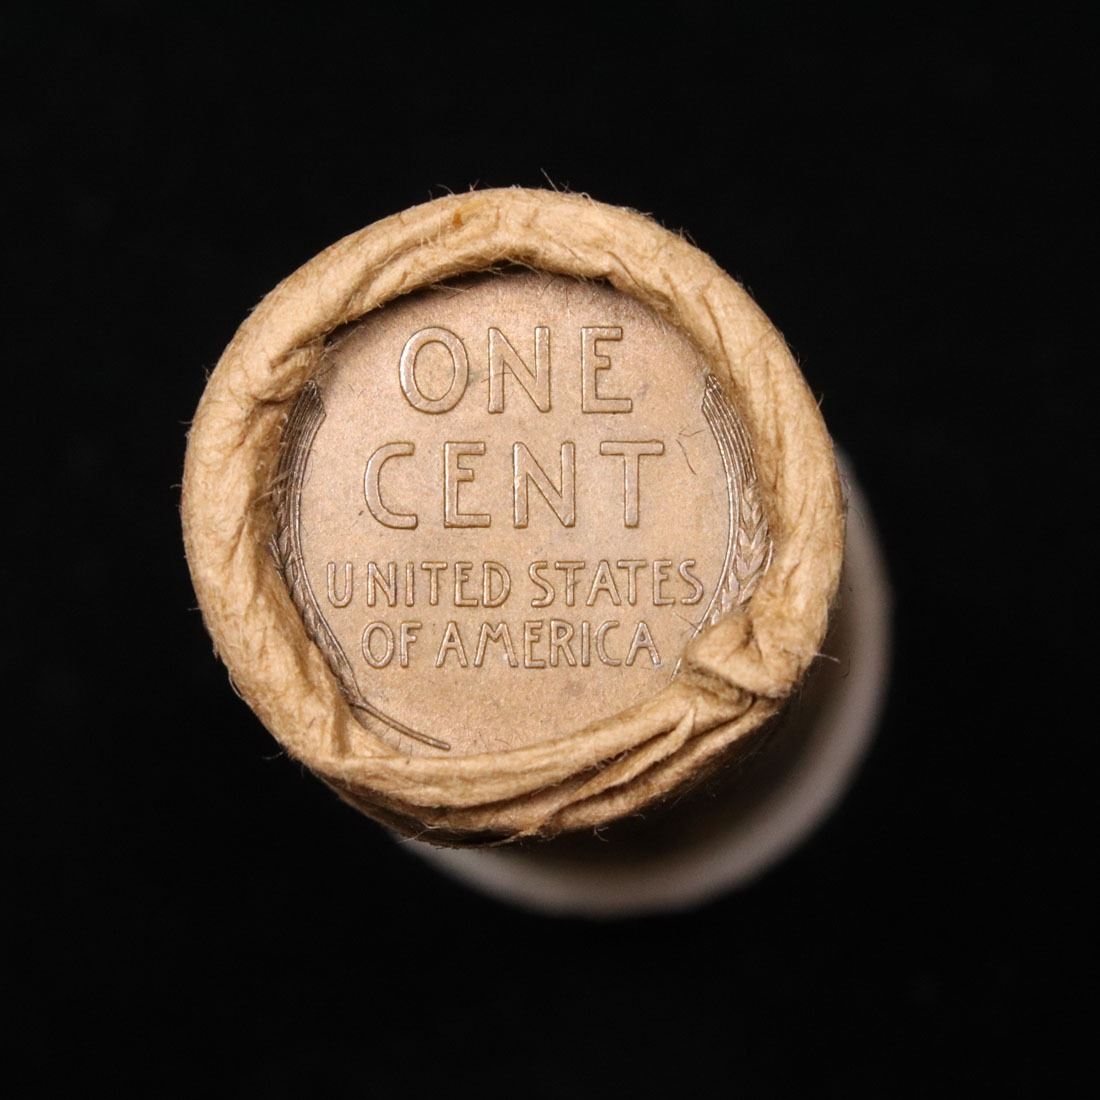 ONE
CENT
UNITED STATES
OF AMERICA